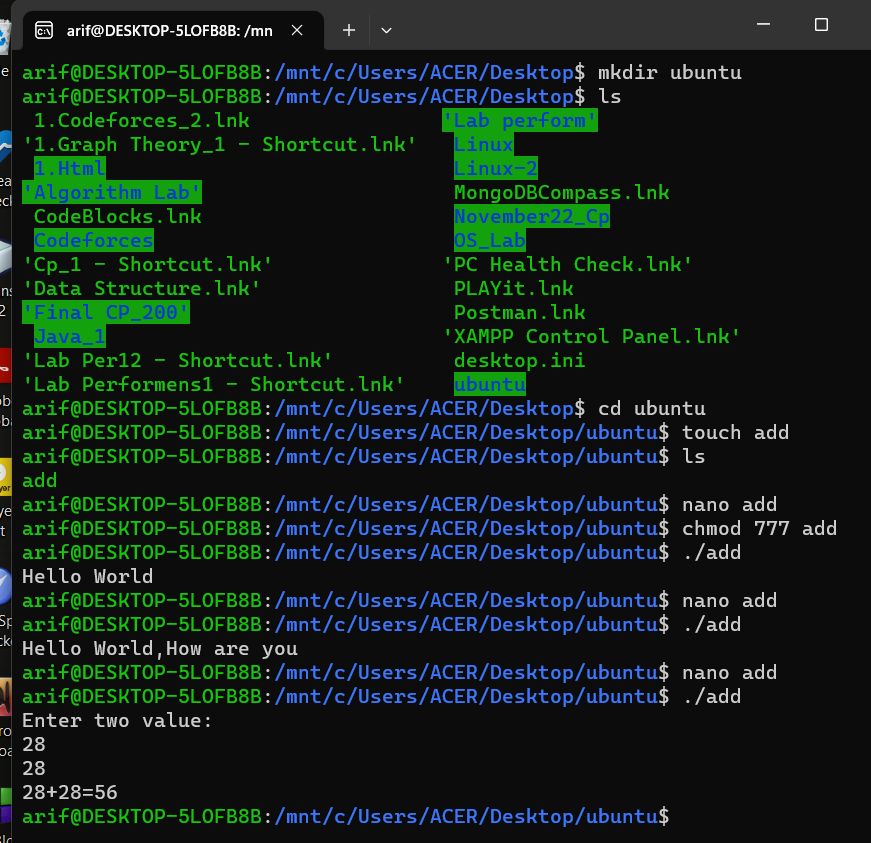 arif@DESKTOP-5LOFB8B: /mn
arif@DESKTOP-5LOFB8B:/mnt/c/Users/ACER/Desktop$ mkdir ubuntu
arif@DESKTOP-5LOFB8B:/mnt/c/Users/ACER/Desktop$ ls
1.Codeforces_2.lnk 'Lab perform'
'1.Graph Theory_1 - Shortcut.lnk' Linux
1.Html Linux-2
'Algorithm Lab' MongoDBCompass.lnk
CodeBlocks.lnk November22_Cp
Codeforces OS_Lab
'Cp_1 - Shortcut.lnk' 'PC Health Check.lnk'
'Data Structure.lnk' PLAYit.lnk
'Final CP_200' Postman.lnk
Java_1 'XAMPP Control Panel.lnk'
'Lab Per12 - Shortcut.lnk' desktop.ini
'Lab Performens1 - Shortcut.lnk' ubuntu
arif@DESKTOP-5LOFB8B:/mnt/c/Users/ACER/Desktop$ cd ubuntu
arif@DESKTOP-5LOFB8B:/mnt/c/Users/ACER/Desktop/ubuntu$ touch add
arif@DESKTOP-5LOFB8B:/mnt/c/Users/ACER/Desktop/ubuntu$ ls
add
arif@DESKTOP-5LOFB8B:/mnt/c/Users/ACER/Desktop/ubuntu$ nano add
arif@DESKTOP-5LOFB8B:/mnt/c/Users/ACER/Desktop/ubuntu$ chmod 777 add
arif@DESKTOP-5LOFB8B:/mnt/c/Users/ACER/Desktop/ubuntu$ ./add
Hello World
arif@DESKTOP-5LOFB8B:/mnt/c/Users/ACER/Desktop/ubuntu$ nano add
arif@DESKTOP-5LOFB8B:/mnt/c/Users/ACER/Desktop/ubuntu$ ./add
Hello World,How are you
arif@DESKTOP-5LOFB8B:/mnt/c/Users/ACER/Desktop/ubuntu$ nano add
arif@DESKTOP-5LOFB8B:/mnt/c/Users/ACER/Desktop/ubuntu$ ./add
Enter two value:
28
28
28+28=56
arif@DESKTOP-5LOFB8B:/mnt/c/Users/ACER/Desktop/ubuntu$